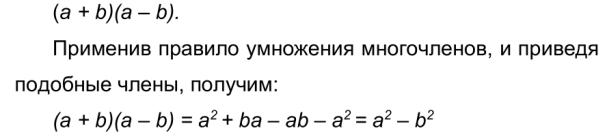 (a + b)(a – b).
Применив правило умножения многочленов, и приведя
подобные члены, получим:
(a + b)(a – b) = a² + ba – ab – a² = a² – b²